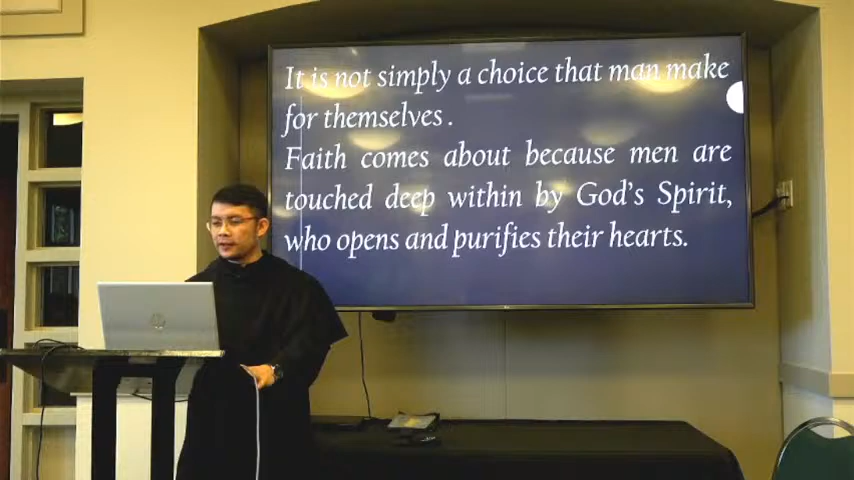 It is not simply a choice that man make
for themselves.
Faith comes about because men are
touched deep within by God's Spirit,
who opens and purifies their hearts.